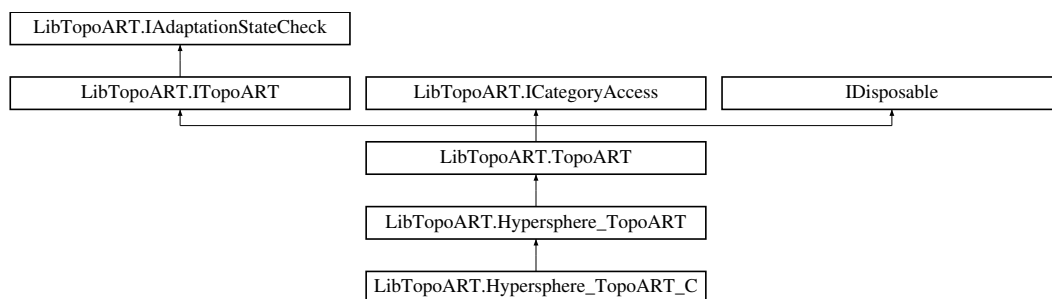 LibTopoART.IAdaptationStateCheck
LibTopoART.ITopoART
LibTopoART.ICategoryAccess
IDisposable
LibTopoART.TopoART
LibTopoART.Hypersphere_TopoART
LibTopoART.Hypersphere_TopoART_C